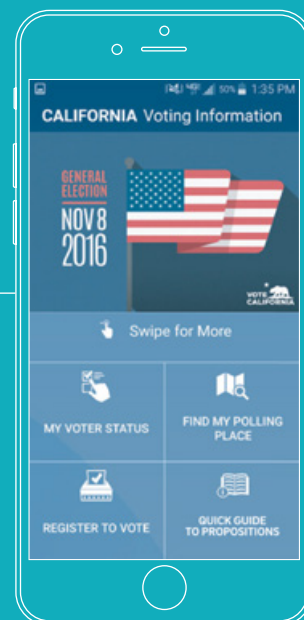 50% 1:35 PM
CALIFORNIA Voting Information
GENERAL
ELECTION
NOV 8
2016
VOTE
CALIFORNIA
Swipe for More
MY VOTER STATUS
FIND MY POLLING
PLACE
REGISTER TO VOTE
QUICK GUIDE
TO PROPOSITIONS